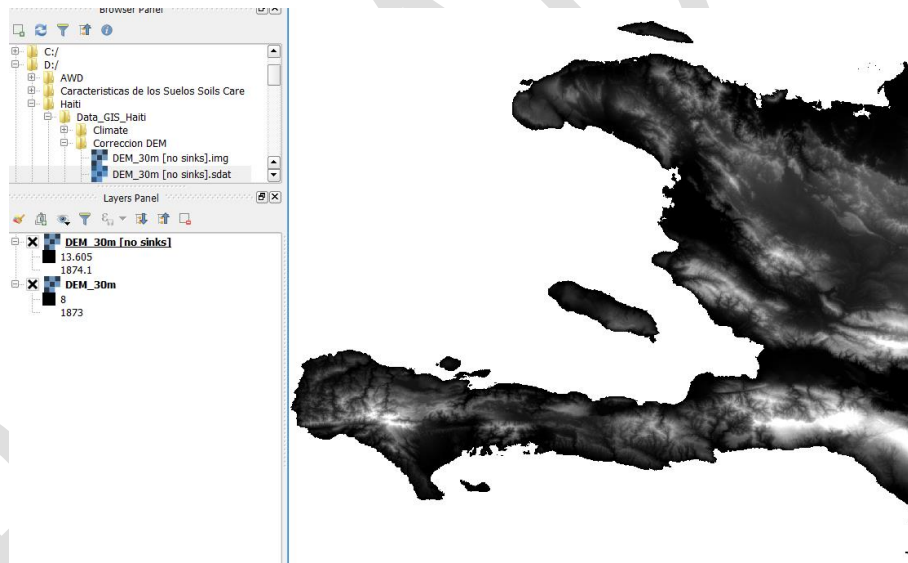 Browser Panel
C:/
D:/
AWD
Caracteristicas de los Suelos Soils Care
Haiti
Data_GIS_Haiti
Climate
Correccion DEM
DEM_30m [no sinks].img
DEM_30m [no sinks].sdat
Layers Panel
DEM_30m [no sinks]
13.605
1874.1
DEM_30m
8
1873